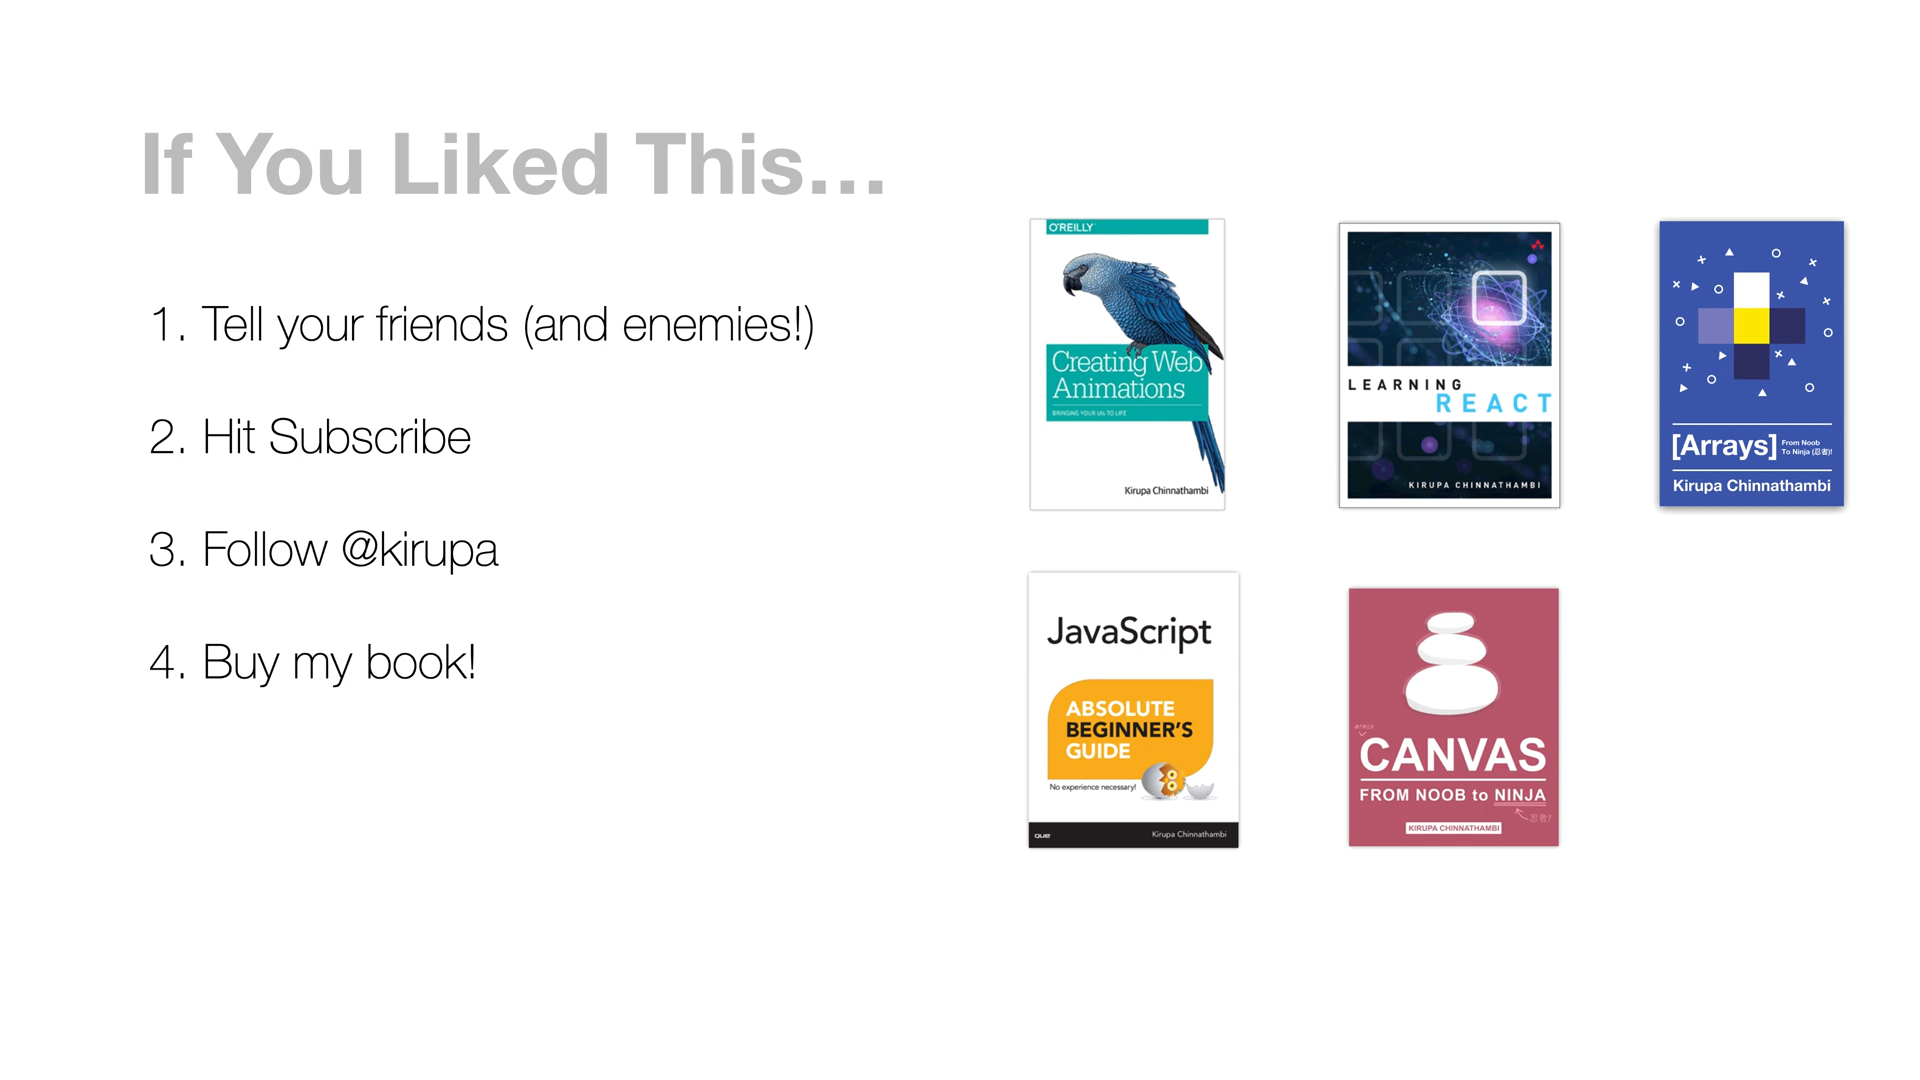 If You Liked This...
1. Tell your friends (and enemies!)
2. Hit Subscribe
3. Follow @kirupa
4. Buy my book!
O'REILLY
Creating Web
Animations
BRINGING YOUR UIs TO LIFE
Kirupa Chinnathambi
LEARNING
REACT
KIRUPA CHINNATHAMBI
[Arrays] From Noob
To Ninja (忍者)!
Kirupa Chinnathambi
JavaScript
ABSOLUTE
BEGINNER'S
GUIDE
No experience necessary!
que
Kirupa Chinnathambi
CANVAS
FROM NOOB to NINJA
忍者!
KIRUPA CHINNATHAMBI